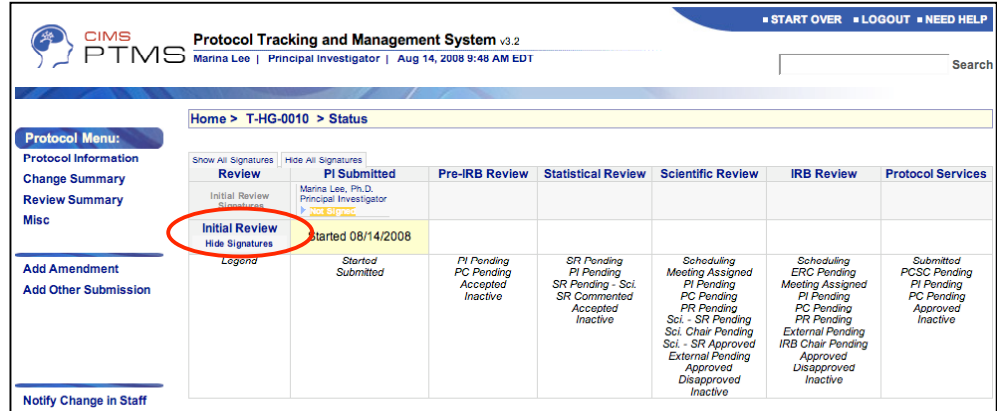 START OVER LOGOUT NEED HELP
CIMS
PTMS
Protocol Tracking and Management System v3.2
Marina Lee | Principal Investigator | Aug 14, 2008 9:48 AM EDT
Search
Home > T-HG-0010 > Status
Protocol Menu:
Protocol Information
Change Summary
Review Summary
Misc
Add Amendment
Add Other Submission
Notify Change in Staff
Show All Signatures Hide All Signatures
Review PI Submitted Pre-IRB Review Statistical Review Scientific Review IRB Review Protocol Services
Initial Review
Signatures
Marina Lee, Ph.D.
Principal Investigator
Not Signed
Initial Review
Hide Signatures
Started 08/14/2008
Legend
Started
Submitted
PI Pending
PC Pending
Accepted
Inactive
SR Pending
PI Pending
SR Pending - Sci.
SR Commented
Accepted
Inactive
Scheduling
Meeting Assigned
PI Pending
PC Pending
PR Pending
Sci. - SR Pending
Sci. Chair Pending
Sci. - SR Approved
External Pending
Approved
Disapproved
Inactive
Scheduling
ERC Pending
Meeting Assigned
PI Pending
PC Pending
PR Pending
External Pending
IRB Chair Pending
Approved
Disapproved
Inactive
Submitted
PCSC Pending
PI Pending
PC Pending
Approved
Inactive